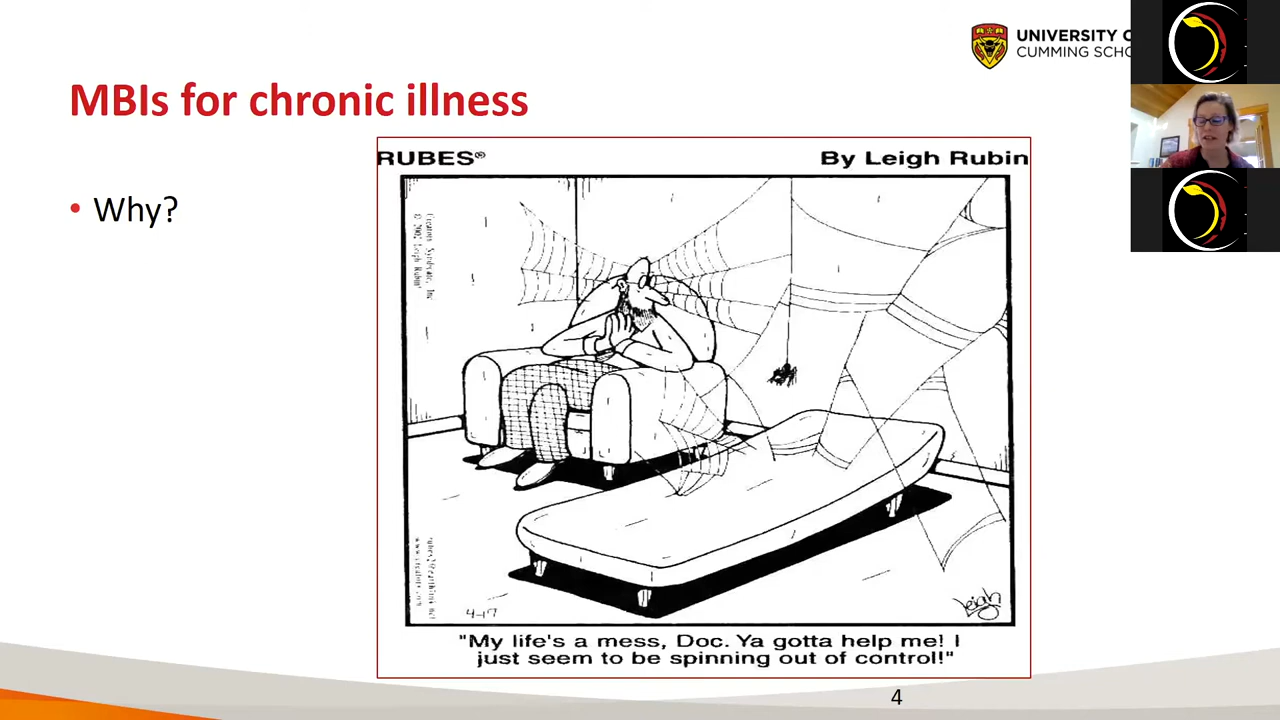 UNIVERSITY
CUMMING
MBIs for chronic illness
RUBES®
By Leigh Rubin
• Why?
4-17
Leigh
"My life's a mess, Doc. Ya gotta help me! I
just seem to be spinning out of control!"
4